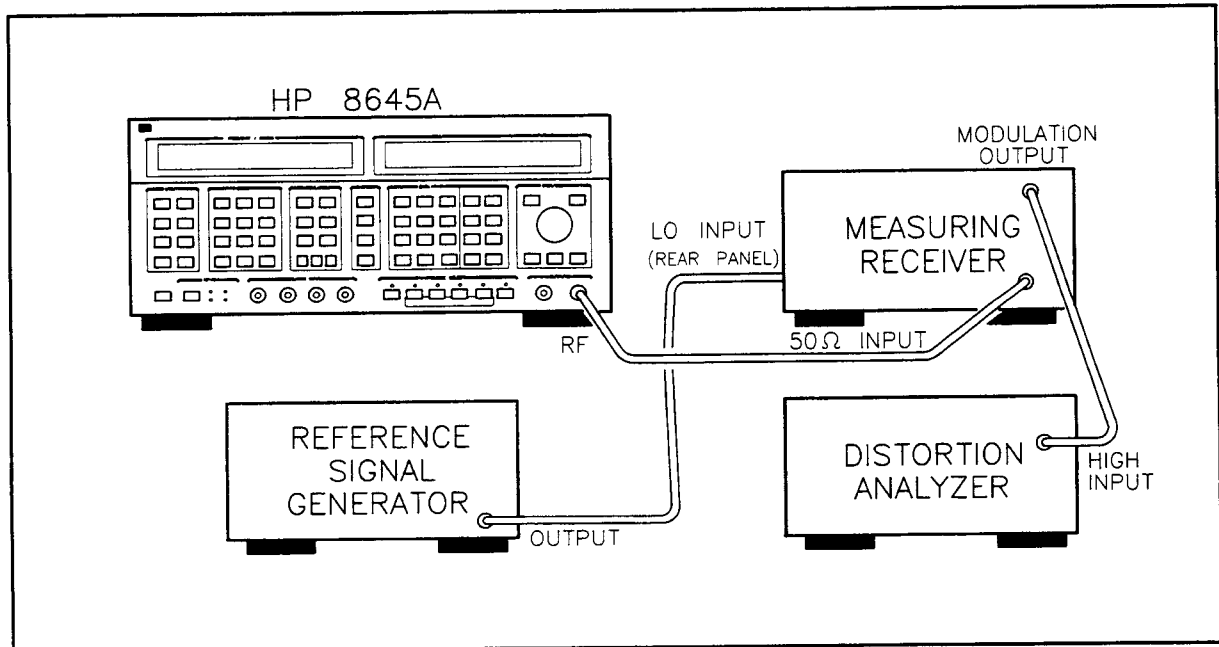 HP 8645A
MODULATION
OUTPUT
LO INPUT
(REAR PANEL)
MEASURING
RECEIVER
RF
50Ω INPUT
REFERENCE
SIGNAL
GENERATOR
OUTPUT
DISTORTION
ANALYZER
HIGH
INPUT